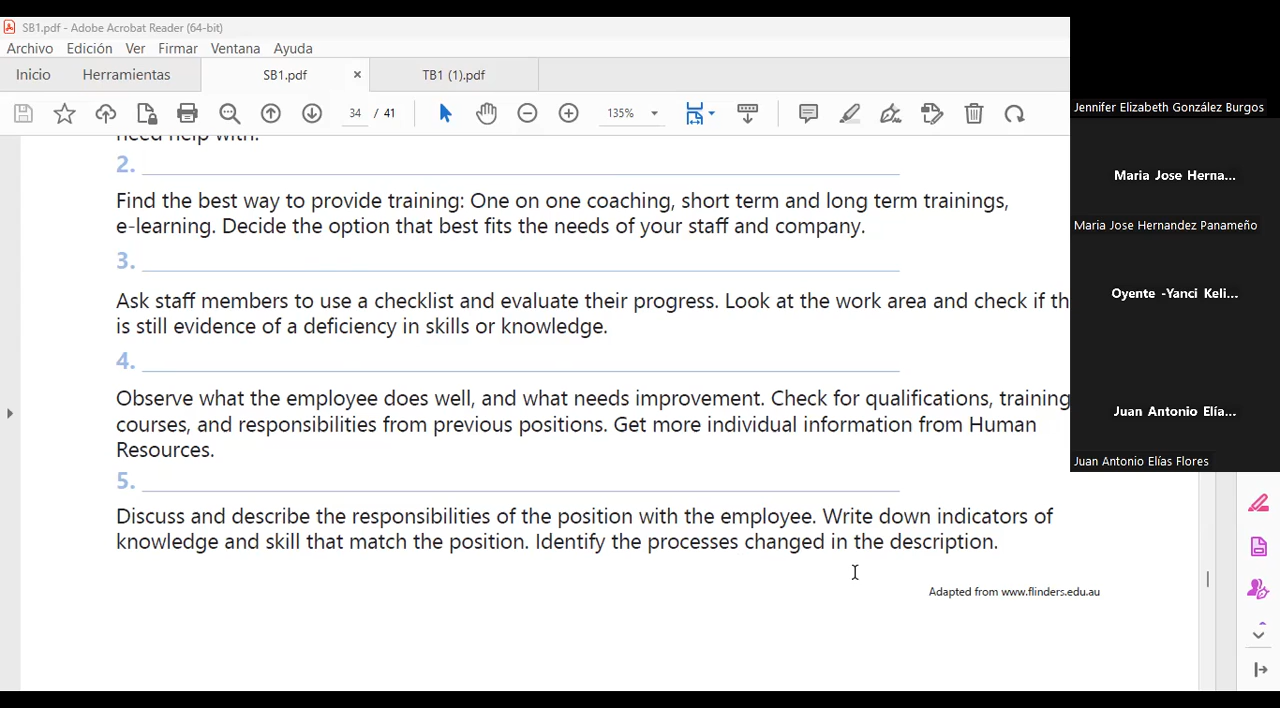 SB1.pdf - Adobe Acrobat Reader (64-bit)
Archivo Edición Ver Firmar Ventana Ayuda
Inicio Herramientas SB1.pdf × TB1 (1).pdf
34 / 41 135%
need help with.
2.
Find the best way to provide training: One on one coaching, short term and long term trainings,
e-learning. Decide the option that best fits the needs of your staff and company.
3.
Ask staff members to use a checklist and evaluate their progress. Look at the work area and check if th
is still evidence of a deficiency in skills or knowledge.
4.
Observe what the employee does well, and what needs improvement. Check for qualifications, training
courses, and responsibilities from previous positions. Get more individual information from Human
Resources.
5.
Discuss and describe the responsibilities of the position with the employee. Write down indicators of
knowledge and skill that match the position. Identify the processes changed in the description.
Adapted from www.flinders.edu.au
Jennifer Elizabeth González Burgos
Maria Jose Herna...
Maria Jose Hernandez Panameño
Oyente -Yanci Keli...
Juan Antonio Elía...
Juan Antonio Elías Flores